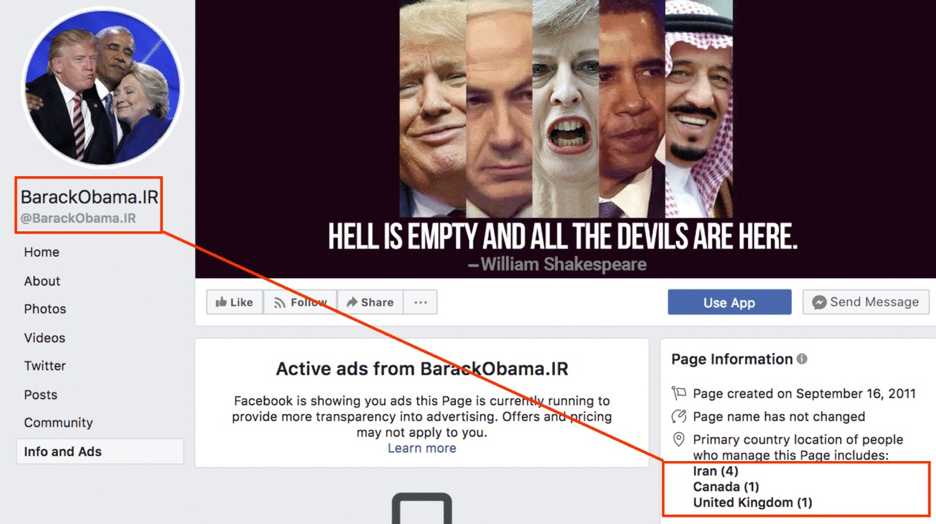 BarackObama.IR
@BarackObama.IR
Home
About
Photos
Videos
Twitter
Posts
Community
Info and Ads
HELL IS EMPTY AND ALL THE DEVILS ARE HERE.
–William Shakespeare
Like
Follow
Share
Use App
Send Message
Active ads from BarackObama.IR
Facebook is showing you ads this Page is currently running to
provide more transparency into advertising. Offers and pricing
may not apply to you.
Learn more
Page Information
Page created on September 16, 2011
Page name has not changed
Primary country location of people
who manage this Page includes:
Iran (4)
Canada (1)
United Kingdom (1)